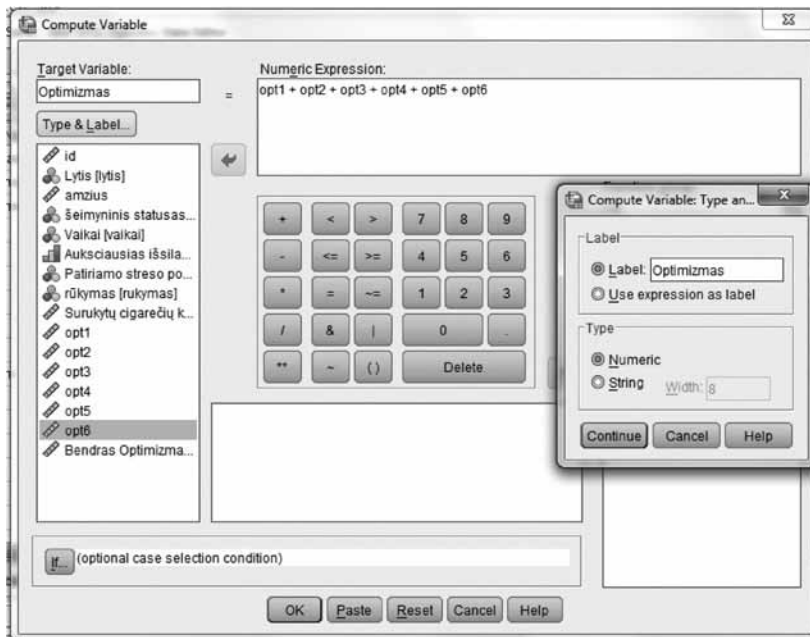 Compute Variable
Target Variable:
Optimizmas
=
Numeric Expression:
opt1 + opt2 + opt3 + opt4 + opt5 + opt6
Type & Label...
id
Lytis [lytis]
amzius
šeimyninis statusas...
Vaikai [vaikai]
Auksciausias išsila...
Patiriamo streso po...
rūkymas [rukymas]
Surukytų cigarečių k...
opt1
opt2
opt3
opt4
opt5
opt6
Bendras Optimizma...
+ < > 7 8 9
- <= >= 4 5 6
* = ~= 1 2 3
/ & | 0 .
** ~ ( ) Delete
Compute Variable: Type an...
Label
Label: Optimizmas
Use expression as label
Type
Numeric
String Width: 8
Continue Cancel Help
If... (optional case selection condition)
OK Paste Reset Cancel Help